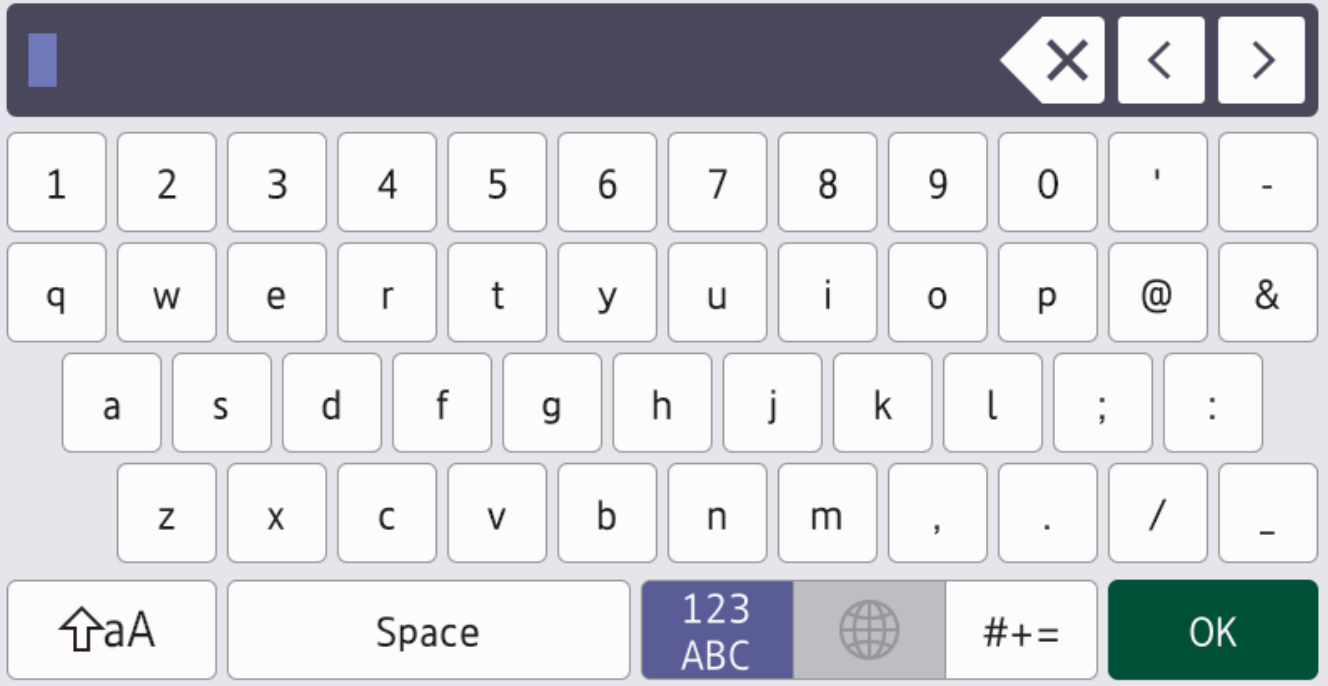 1 2 3 4 5 6 7 8 9 0 ' -
q w e r t y u i o p @ &
a s d f g h j k l ; :
z x c v b n m , . / _
aA Space 123 ABC #+= OK